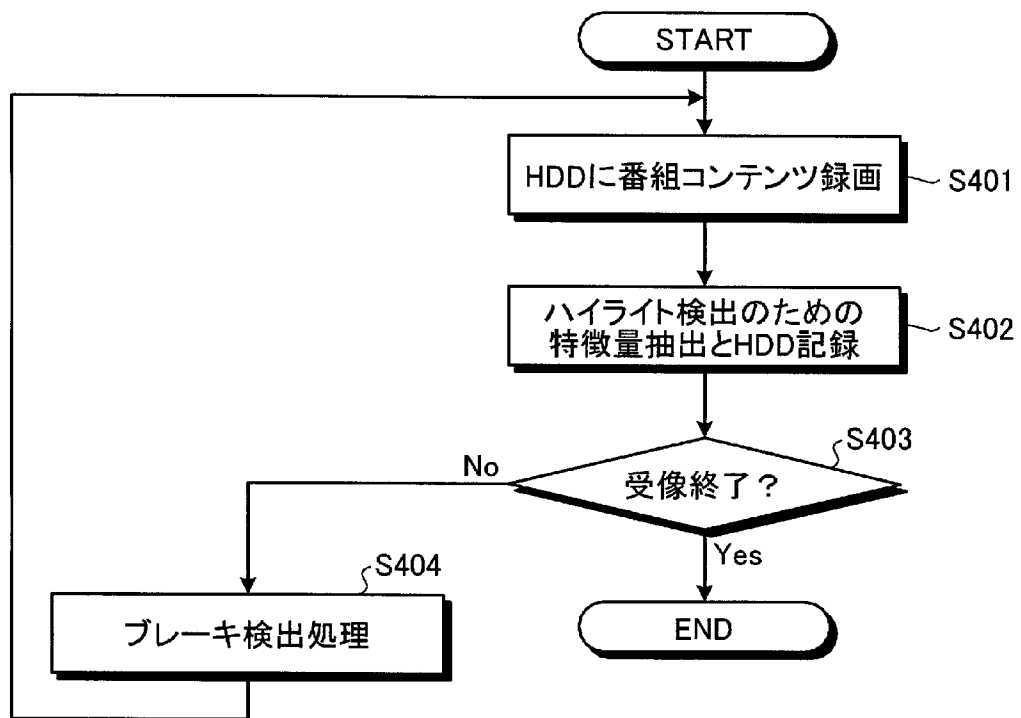 START
HDDに番組コンテンツ録画
S401
ハイライト検出のための
特徴量抽出とHDD記録
S402
S403
No
受像終了？
Yes
S404
ブレーキ検出処理
END